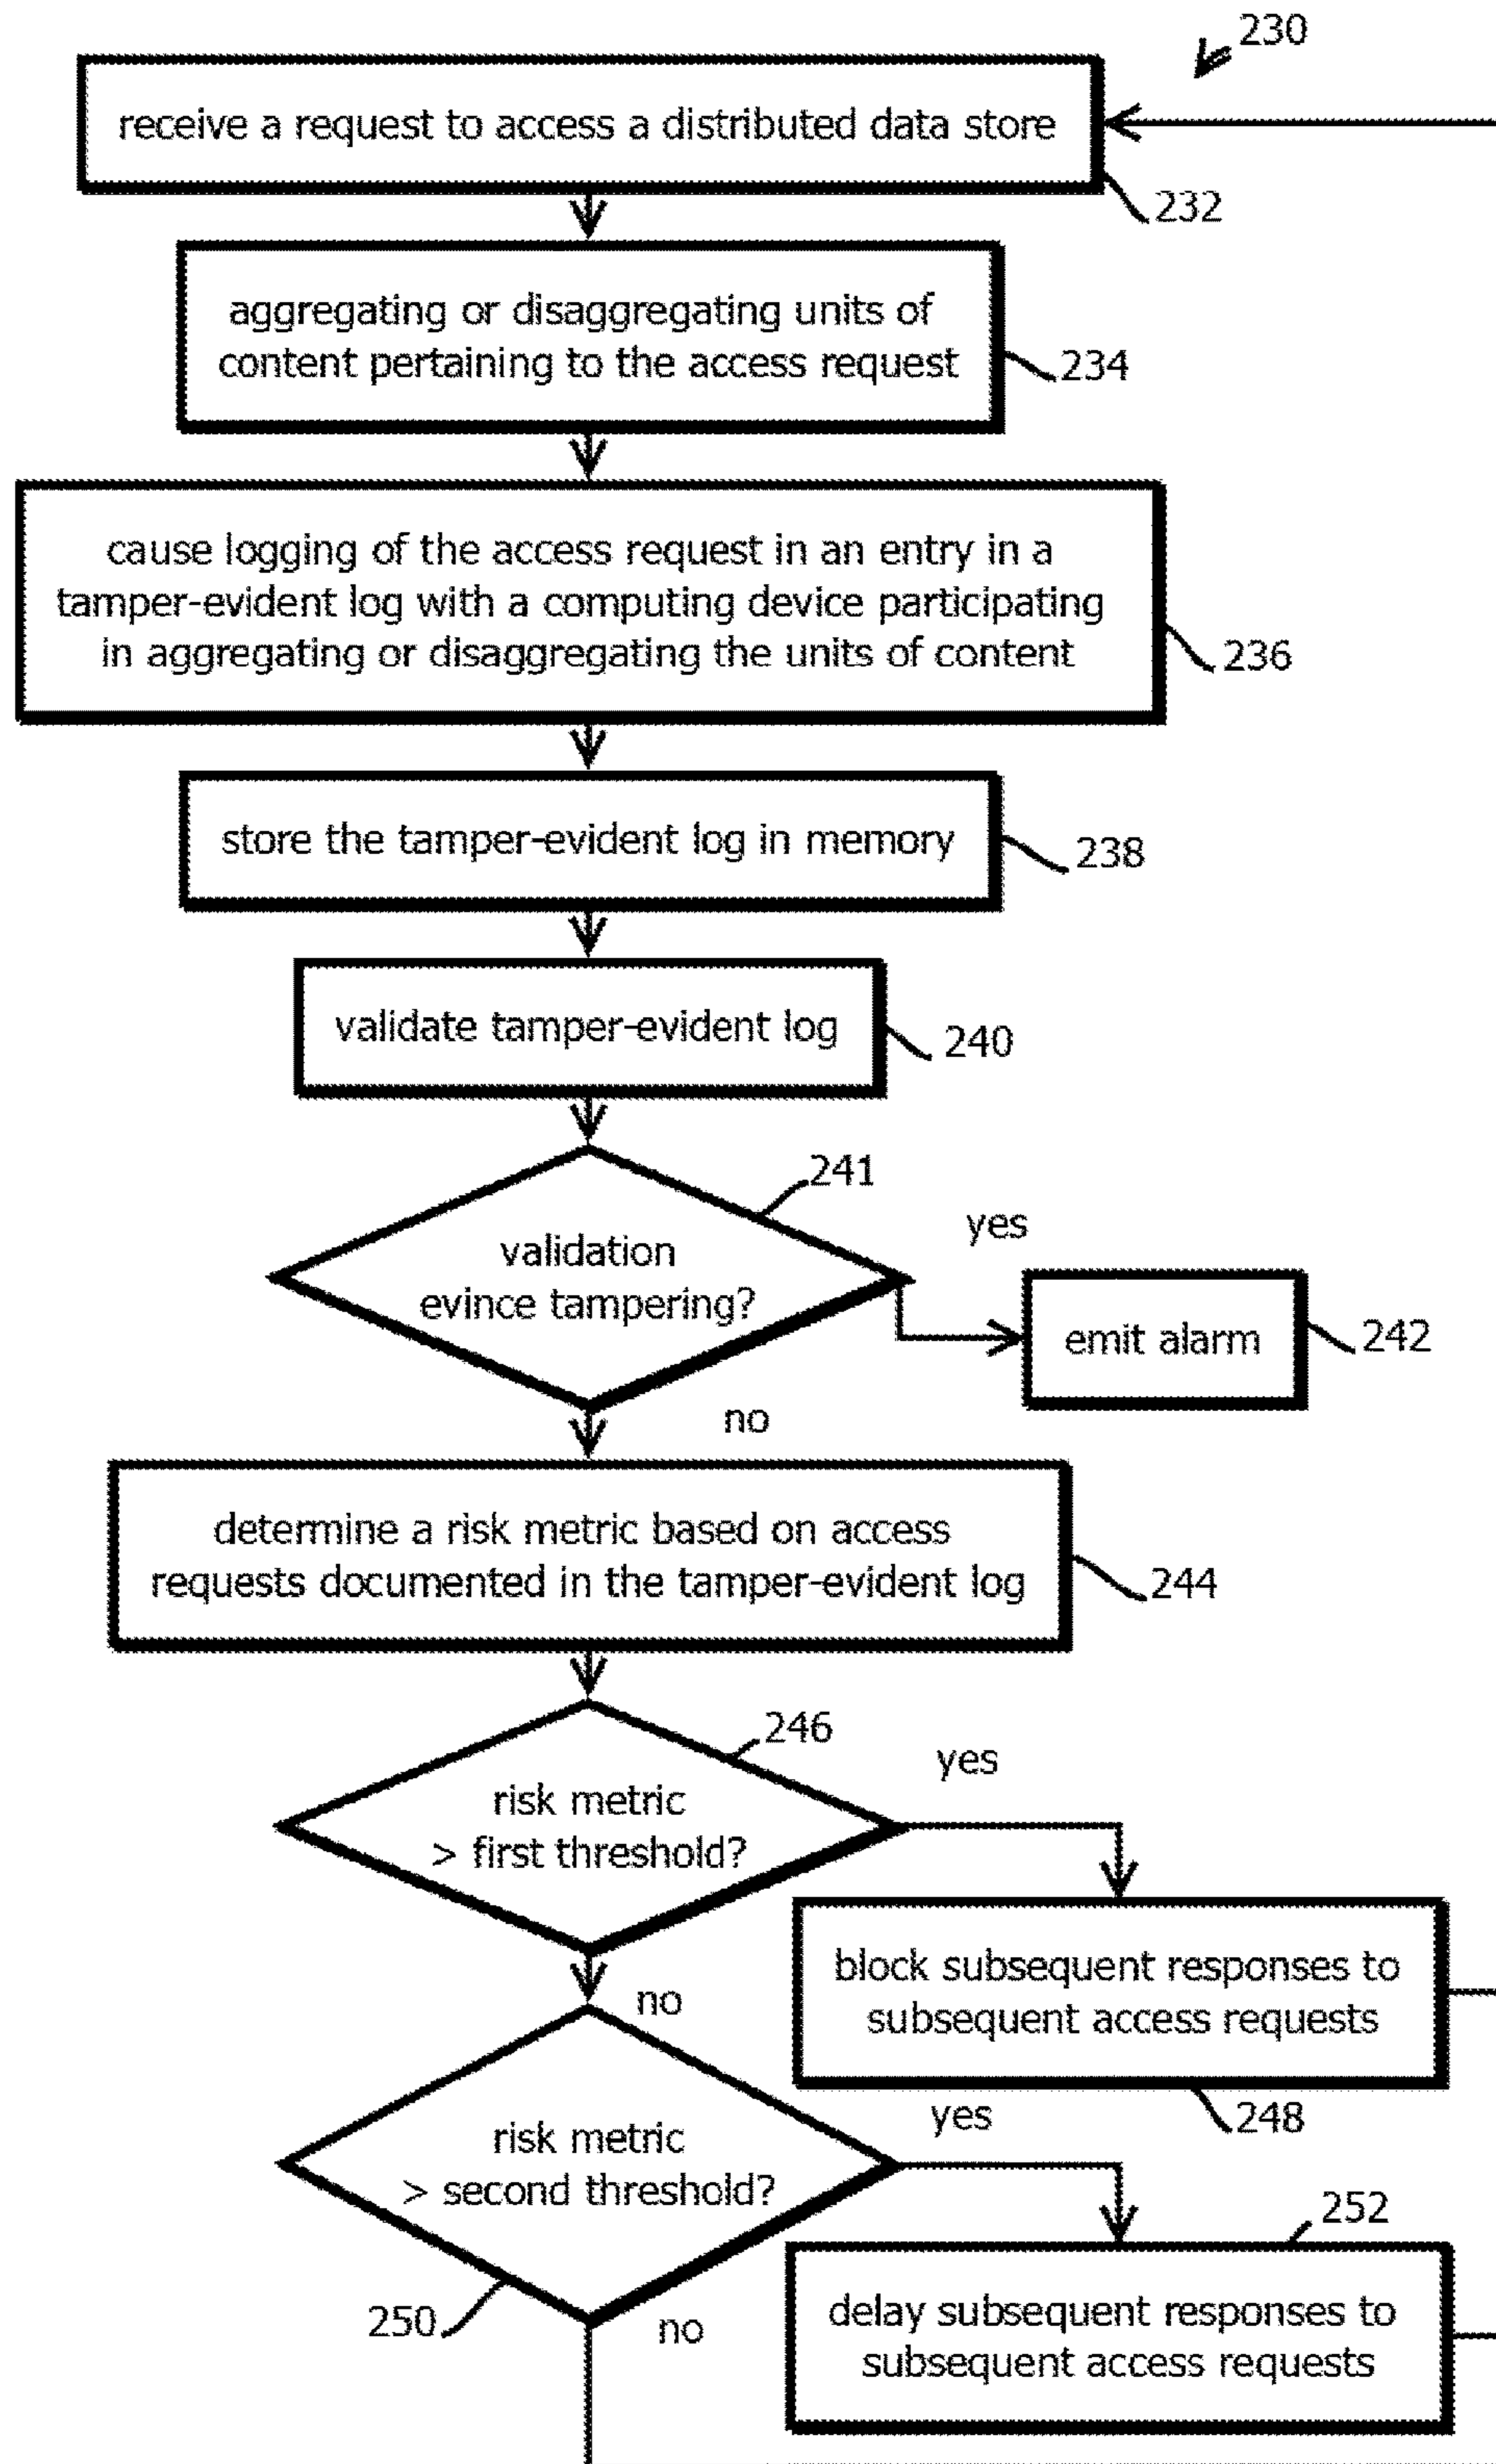 230
receive a request to access a distributed data store
232
aggregating or disaggregating units of
content pertaining to the access request
234
cause logging of the access request in an entry in a
tamper-evident log with a computing device participating
in aggregating or disaggregating the units of content
236
store the tamper-evident log in memory
238
validate tamper-evident log
240
241
validation
evince tampering?
yes
emit alarm
242
no
determine a risk metric based on access
requests documented in the tamper-evident log
244
246
risk metric
> first threshold?
yes
block subsequent responses to
subsequent access requests
248
no
risk metric
> second threshold?
yes
250
252
delay subsequent responses to
subsequent access requests
no